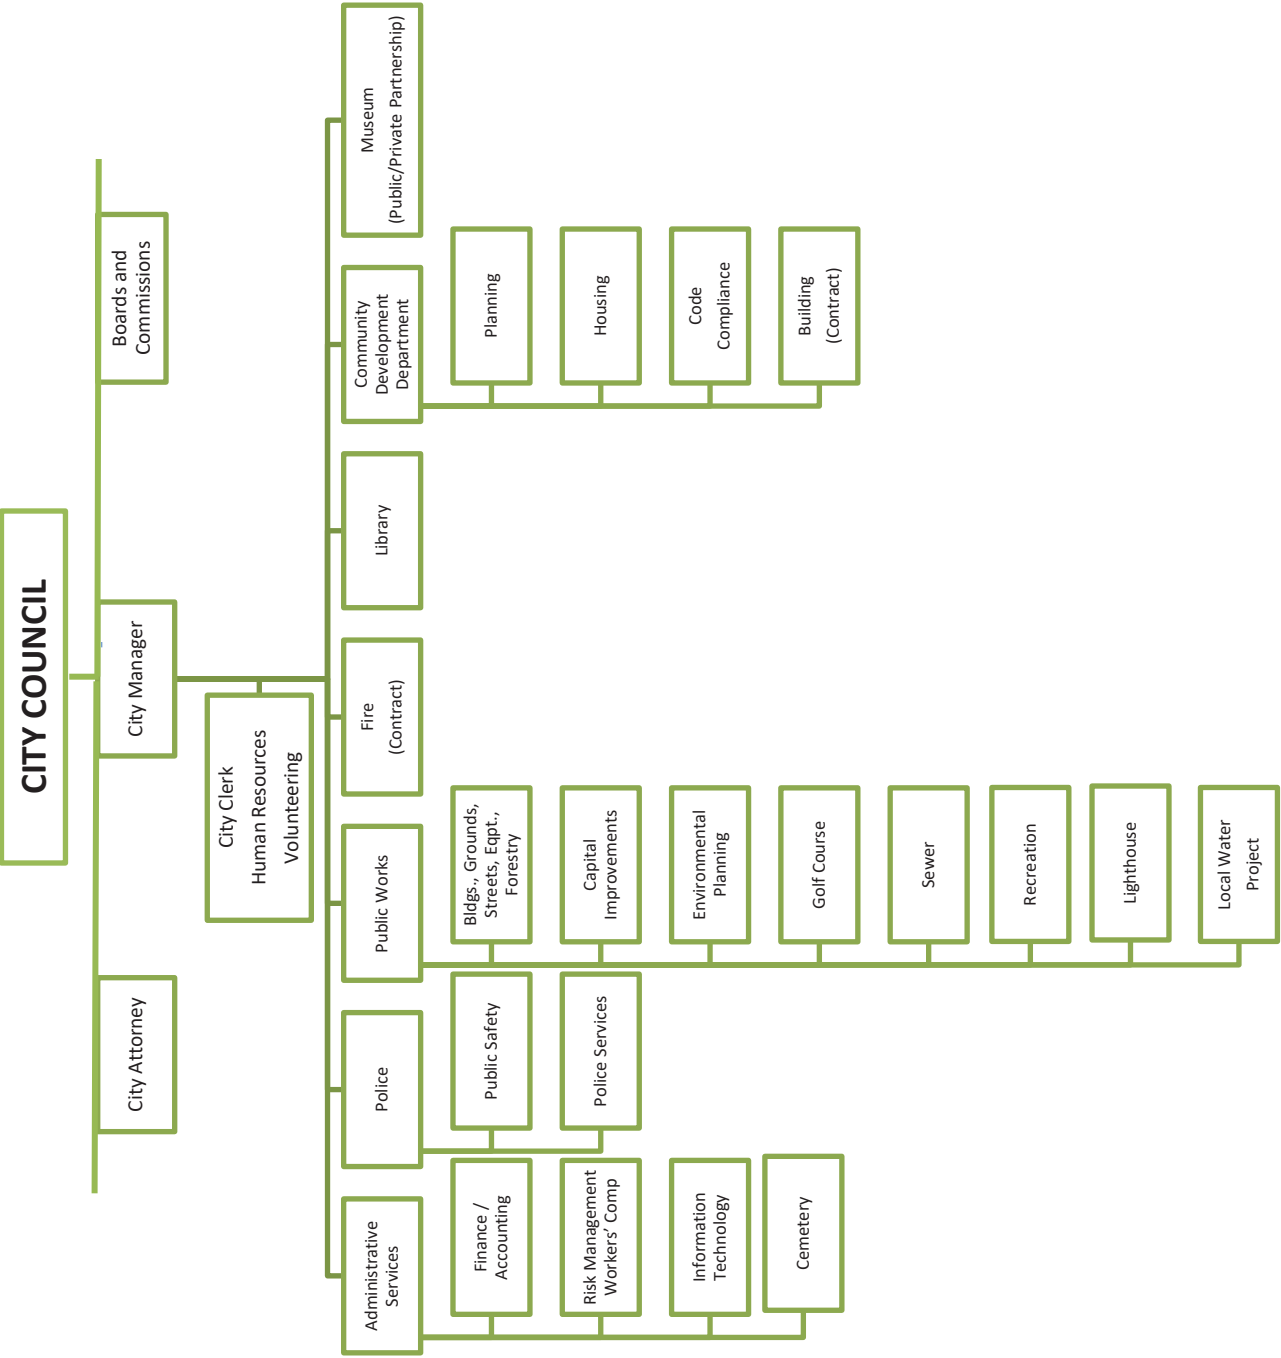 CITY COUNCIL
City Attorney
City Manager
Boards and
Commissions
City Clerk
Human Resources
Volunteering
Administrative
Services
Police
Public Works
Fire
(Contract)
Library
Community
Development
Department
Museum
(Public/Private Partnership)
Finance /
Accounting
Risk Management
Workers’ Comp
Information
Technology
Cemetery
Public Safety
Police Services
Bldgs., Grounds,
Streets, Eqpt.,
Forestry
Capital
Improvements
Environmental
Planning
Golf Course
Sewer
Recreation
Lighthouse
Local Water
Project
Planning
Housing
Code
Compliance
Building
(Contract)